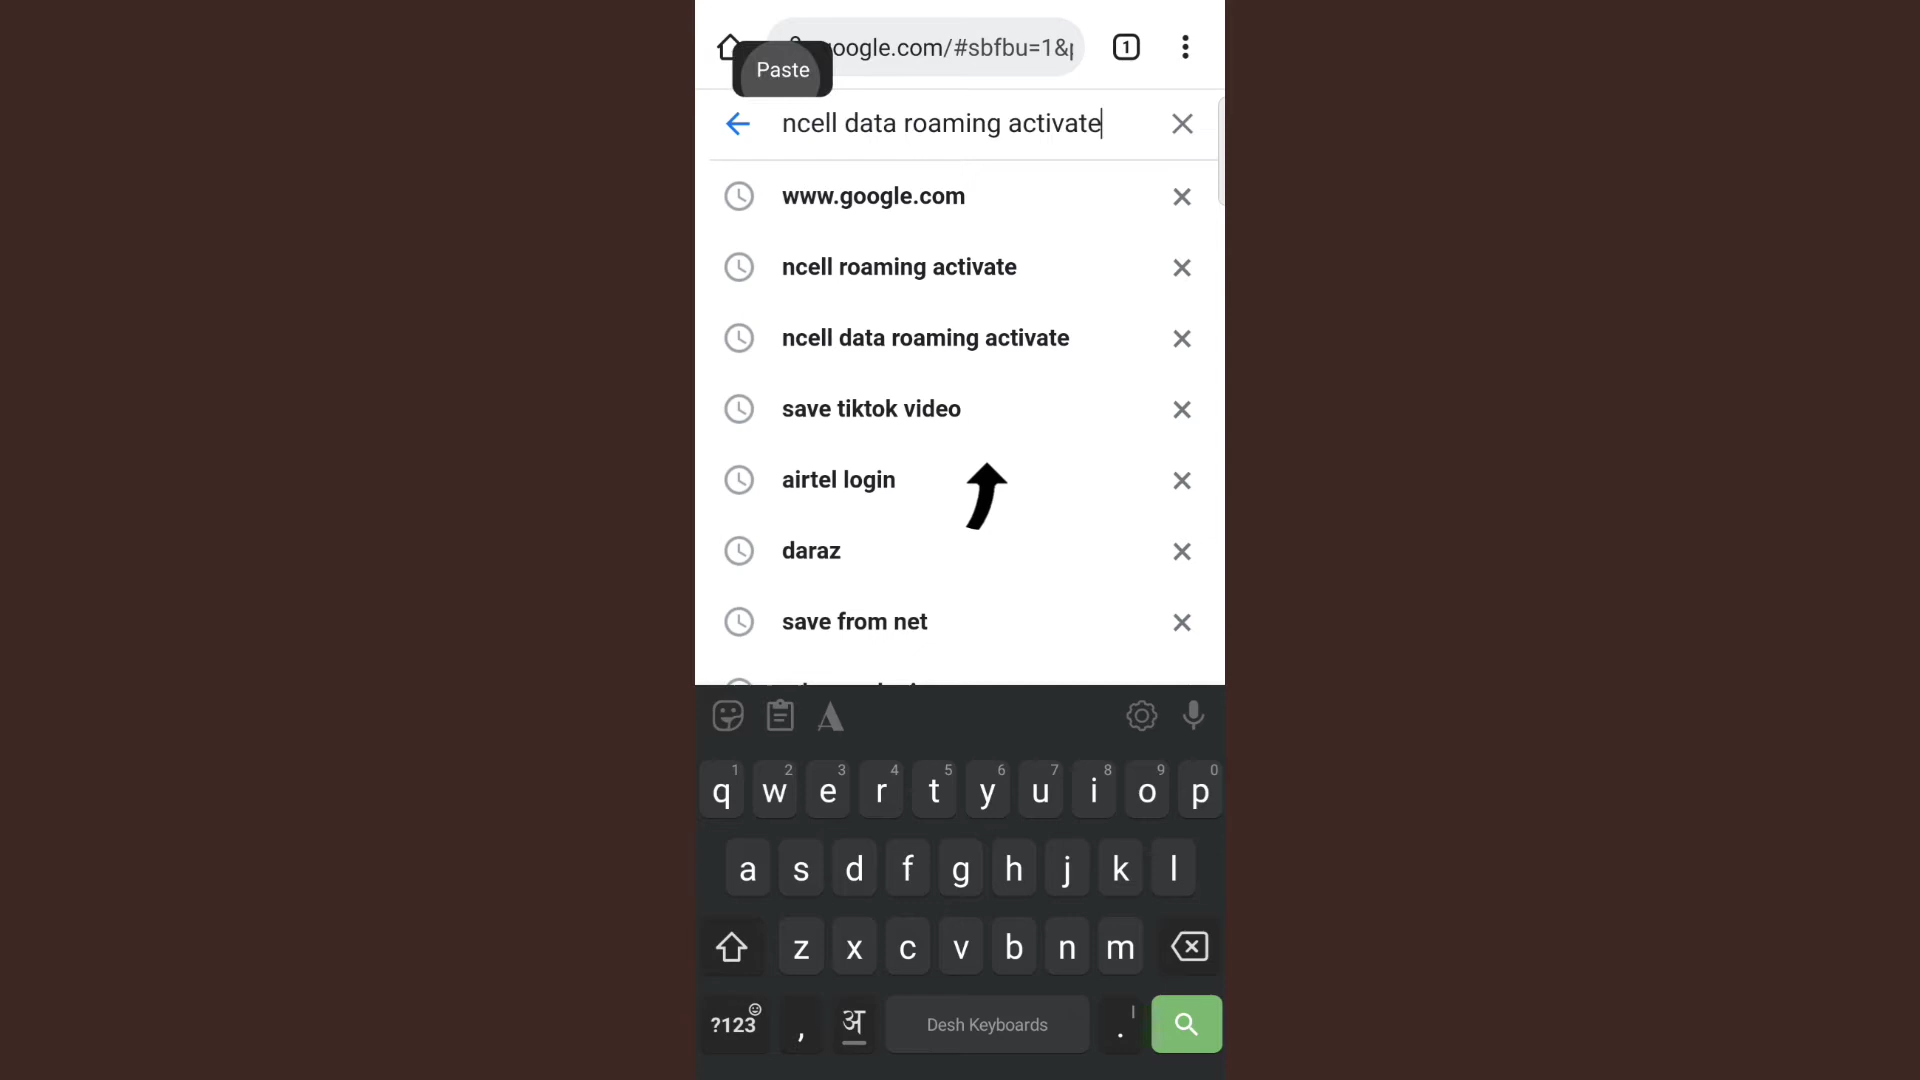 oogle.com/#sbfbu=1&
1
Paste
ncell data roaming activate
www.google.com
ncell roaming activate
ncell data roaming activate
save tiktok video
airtel login
daraz
save from net
1 2 3 4 5 6 7 8 9 0
q w e r t y u i o p
a s d f g h j k l
z x c v b n m
?123 , अ Desh Keyboards . |